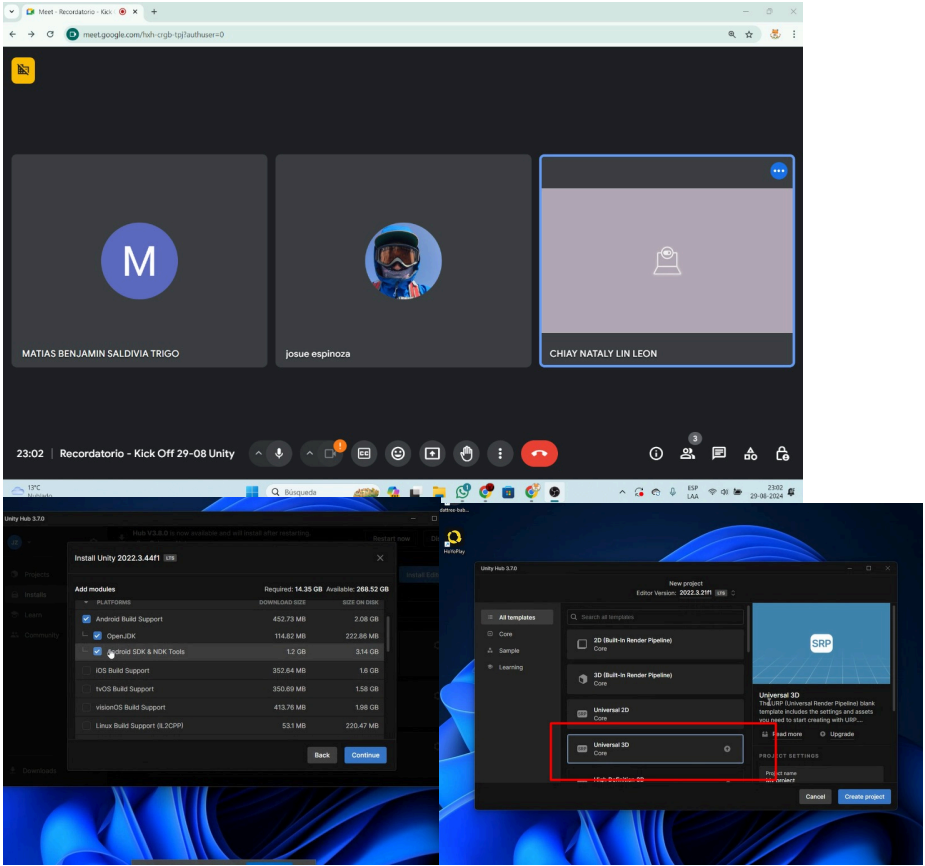 Meet - Recordatorio - Kick
meet.google.com/hxh-crgb-tpj?authuser=0
M
MATIAS BENJAMIN SALDIVIA TRIGO
josue espinoza
CHIAY NATALY LIN LEON
23:02 | Recordatorio - Kick Off 29-08 Unity
3
13°C
Nublado
Búsqueda
ESP
LAA
23:02
29-08-2024
Unity Hub 3.7.0
Hub V3.8.0 is now available and will install after restarting.
Restart now
Projects
Installs
Learn
Community
Downloads
Install Unity 2022.3.44f1 LTS
Add modules
Required: 14.35 GB Available: 268.52 GB
PLATFORMS DOWNLOAD SIZE SIZE ON DISK
Android Build Support 452.73 MB 2.08 GB
OpenJDK 114.82 MB 222.86 MB
Android SDK & NDK Tools 1.2 GB 3.14 GB
iOS Build Support 352.64 MB 1.6 GB
tvOS Build Support 350.69 MB 1.58 GB
visionOS Build Support 413.76 MB 1.98 GB
Linux Build Support (IL2CPP) 53.1 MB 220.47 MB
Back
Continue
HoYoPlay
Unity Hub 3.7.0
New project
Editor Version: 2022.3.21f1 LTS
All templates
Core
Sample
Learning
Search all templates
2D (Built-In Render Pipeline)
Core
3D (Built-In Render Pipeline)
Core
SRP
Universal 2D
Core
SRP
Universal 3D
Core
High Definition 3D
SRP
Universal 3D
The URP (Universal Render Pipeline) blank
template includes the settings and assets
you need to start creating with URP....
Read more
Upgrade
PROJECT SETTINGS
Project name
My project
Cancel
Create project